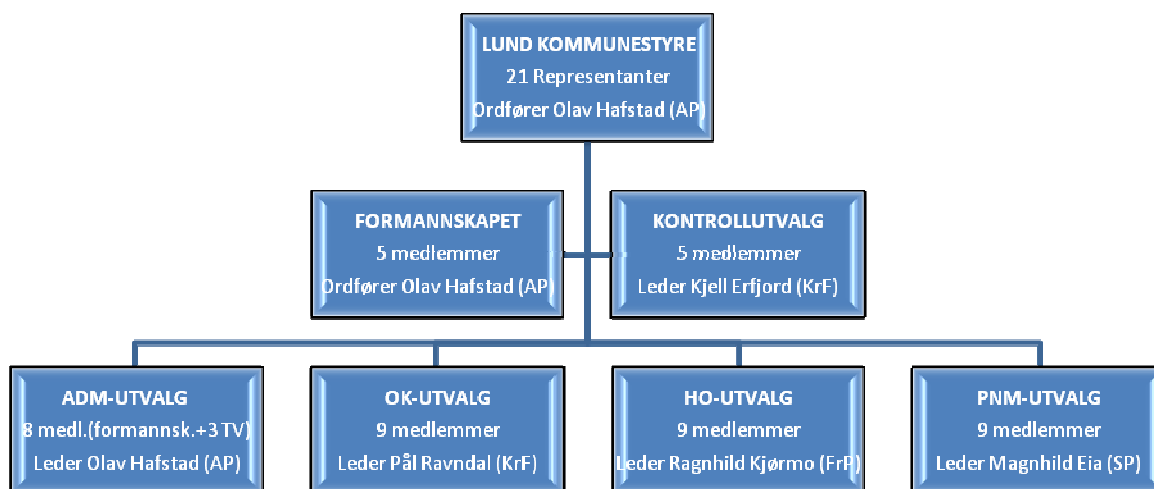 LUND KOMMUNESTYRE
21 Representanter
Ordfører Olav Hafstad (AP)
FORMANNSKAPET
5 medlemmer
Ordfører Olav Hafstad (AP)
KONTROLLUTVALG
5 medlemmer
Leder Kjell Erfjord (KrF)
ADM-UTVALG
8 medl.(formannsk.+3 TV)
Leder Olav Hafstad (AP)
OK-UTVALG
9 medlemmer
Leder Pål Ravndal (KrF)
HO-UTVALG
9 medlemmer
Leder Ragnhild Kjørmo (FrP)
PNM-UTVALG
9 medlemmer
Leder Magnhild Eia (SP)